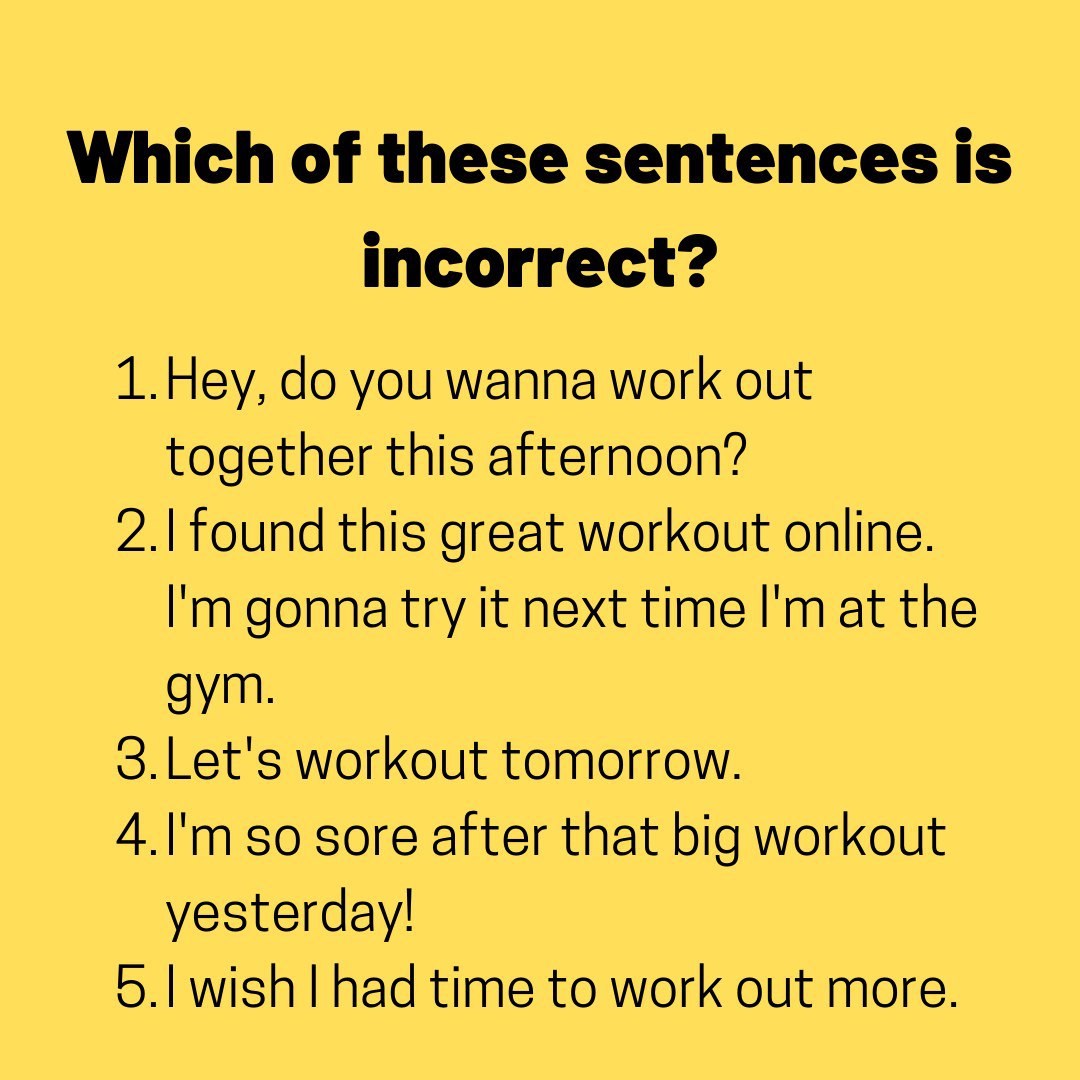 Which of these sentences is
incorrect?
1. Hey, do you wanna work out
together this afternoon?
2. I found this great workout online.
I'm gonna try it next time I'm at the
gym.
3. Let's workout tomorrow.
4. I'm so sore after that big workout
yesterday!
5. I wish I had time to work out more.